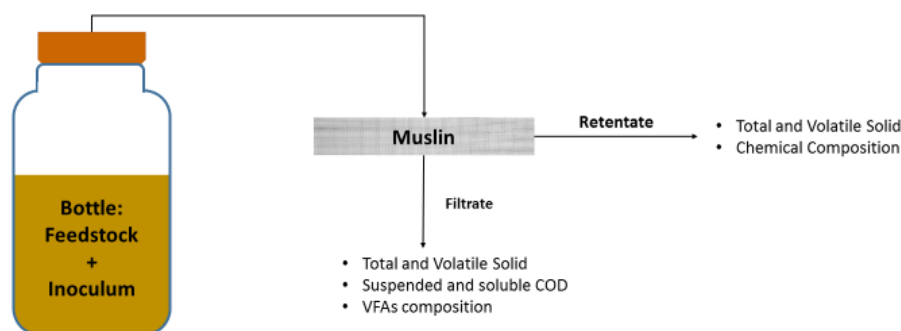 Bottle:
Feedstock
+
Inoculum
Muslin
Retentate
• Total and Volatile Solid
• Chemical Composition
Filtrate
• Total and Volatile Solid
• Suspended and soluble COD
• VFAs composition